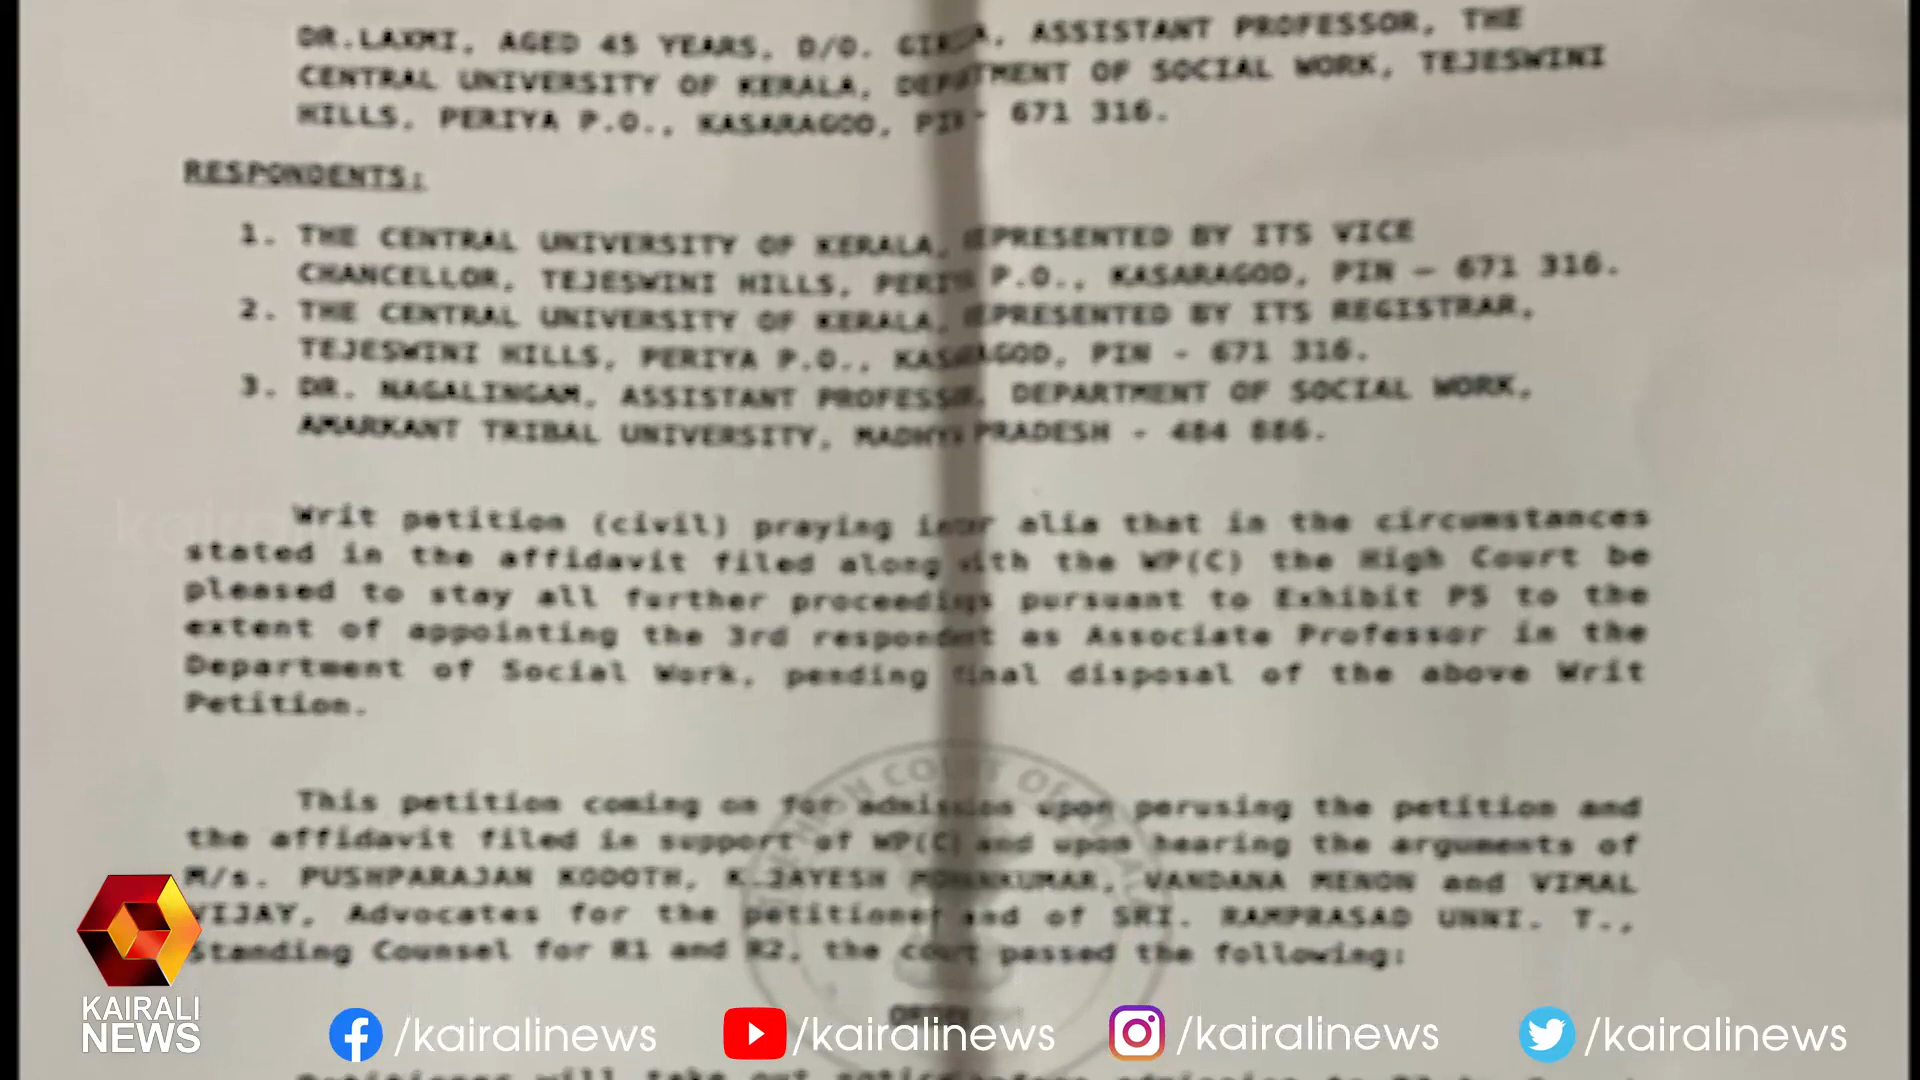 DR.LAXMI, AGED 45 YEARS, D/O. ASSISTANT PROFESSOR, THE
CENTRAL UNIVERSITY OF KERALA, DEPARTMENT OF SOCIAL WORK, TEJESWINI
HILLS, PERIYA P.O., KASARAGOD, PIN - 671 316.
RESPONDENTS:
1. THE CENTRAL UNIVERSITY OF KERALA, REPRESENTED BY ITS VICE
CHANCELLOR, TEJESWINI HILLS, PERIYA P.O., KASARAGOD, PIN – 671 316.
2. THE CENTRAL UNIVERSITY OF KERALA, REPRESENTED BY ITS REGISTRAR,
TEJESWINI HILLS, PERIYA P.O., KASARAGOD, PIN - 671 316.
3. DR. NAGALINGAM, ASSISTANT PROFESSOR, DEPARTMENT OF SOCIAL WORK,
AMARKANT TRIBAL UNIVERSITY, MADHYA PRADESH - 484 886.
Writ petition (civil) praying inter alia that in the circumstances
stated in the affidavit filed along with the WP(C) the High Court be
pleased to stay all further proceedings pursuant to Exhibit P5 to the
extent of appointing the 3rd respondent as Associate Professor in the
Department of Social Work, pending final disposal of the above Writ
Petition.
This petition coming on for admission upon perusing the petition and
the affidavit filed in support of WP(C) and upon hearing the arguments of
M/s. PUSHPARAJAN KODOTH, K.JAYESH MOHANKUMAR, VANDANA MENON and VIMAL
VIJAY, Advocates for the petitioner and of SRI. RAMPRASAD UNNI. T.,
Standing Counsel for R1 and R2, the court passed the following:
KAIRALI
NEWS
/kairalinews /kairalinews /kairalinews /kairalinews